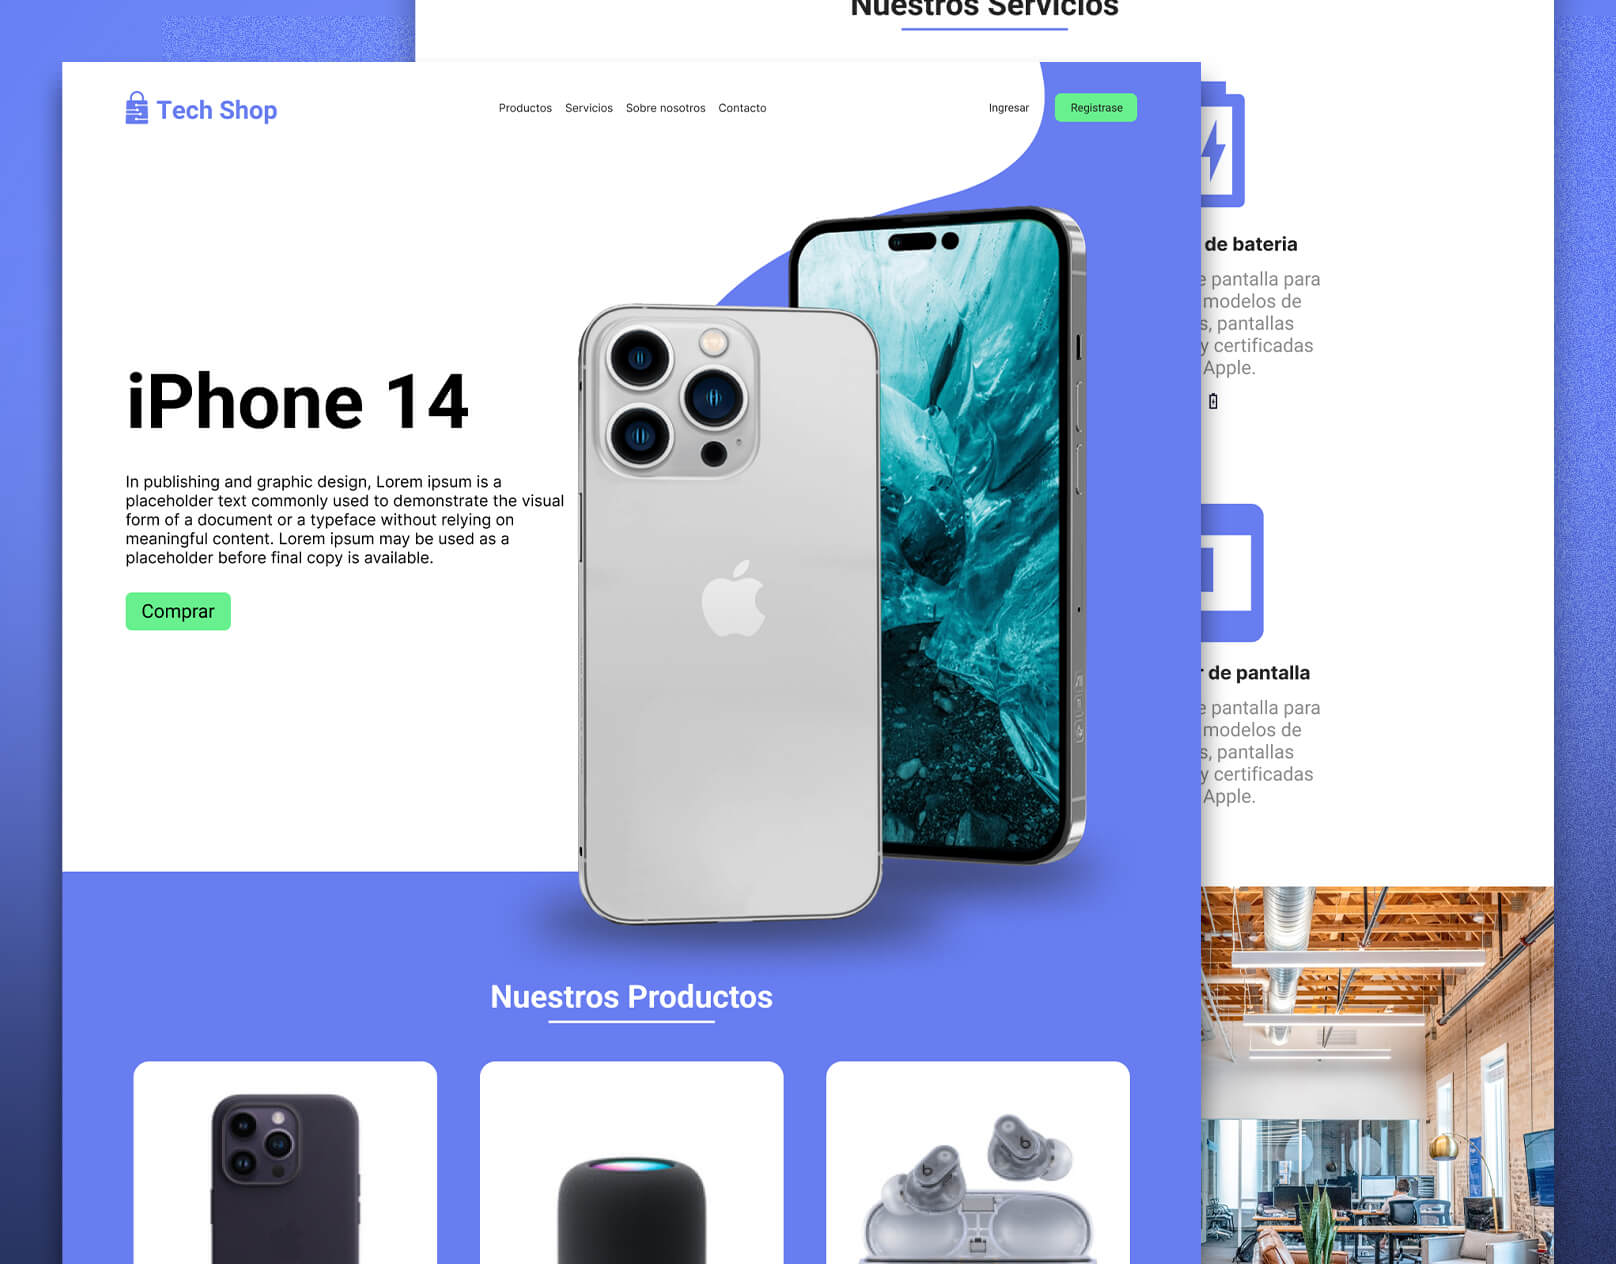 Nuestros Servicios
Tech Shop
Productos Servicios Sobre nosotros Contacto
Ingresar
Registrase
iPhone 14
In publishing and graphic design, Lorem ipsum is a
placeholder text commonly used to demonstrate the visual
form of a document or a typeface without relying on
meaningful content. Lorem ipsum may be used as a
placeholder before final copy is available.
Comprar
Nuestros Productos
de bateria
pantalla para
modelos de
pantallas
y certificadas
Apple.
de pantalla
pantalla para
modelos de
pantallas
y certificadas
Apple.